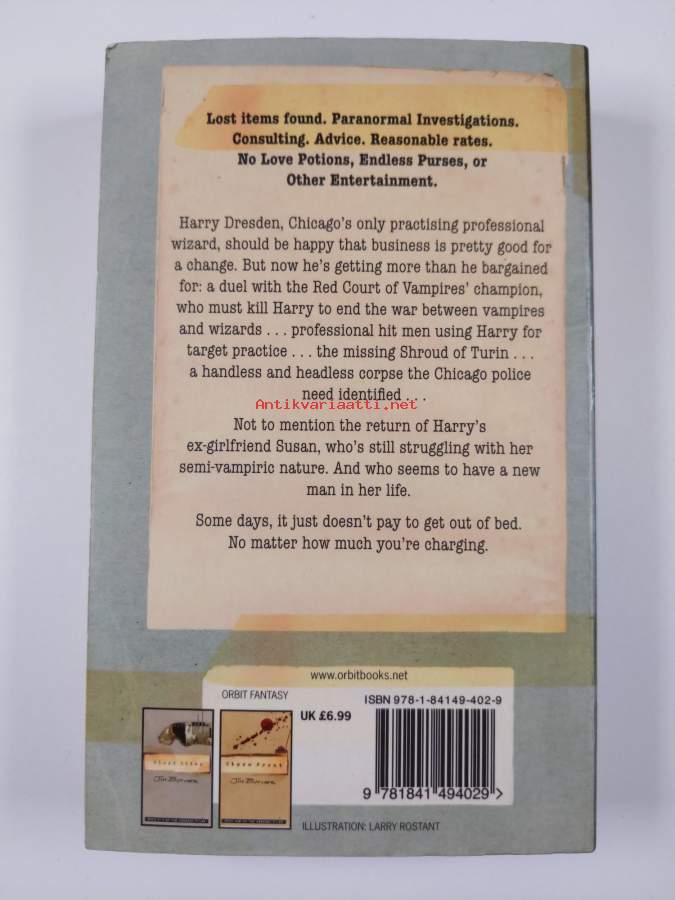 Lost items found. Paranormal Investigations.
Consulting. Advice. Reasonable rates.
No Love Potions, Endless Purses, or
Other Entertainment.
Harry Dresden, Chicago's only practising professional
wizard, should be happy that business is pretty good for
a change. But now he's getting more than he bargained
for: a duel with the Red Court of Vampires' champion,
who must kill Harry to end the war between vampires
and wizards . . . professional hit men using Harry for
target practice . . . the missing Shroud of Turin . . .
a handless and headless corpse the Chicago police
need identified . . .
Antikvariaatti.net
Not to mention the return of Harry's
ex-girlfriend Susan, who's still struggling with her
semi-vampiric nature. And who seems to have a new
man in her life.
Some days, it just doesn't pay to get out of bed.
No matter how much you're charging.
www.orbitbooks.net
ORBIT FANTASY
UK £6.99
ISBN 978-1-84149-402-9
9 781841 494029 >
Jim Butcher
Storm Front
Jim Butcher
ILLUSTRATION: LARRY ROSTANT